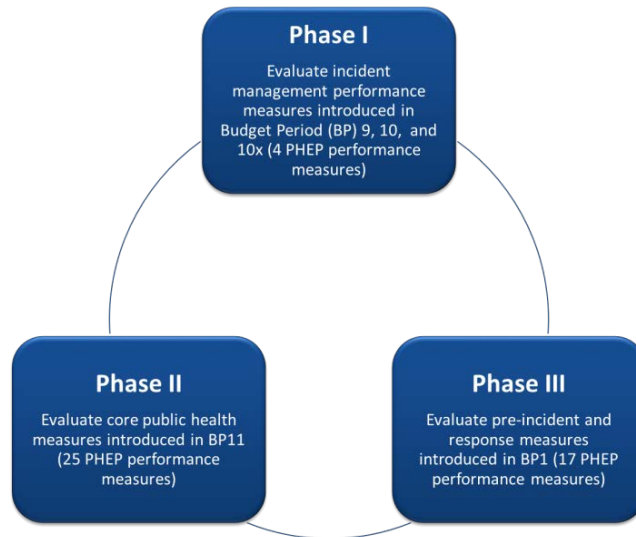 Phase I
Evaluate incident
management performance
measures introduced in
Budget Period (BP) 9, 10,  and
10x (4 PHEP performance
measures)
Phase II
Evaluate core public health
measures introduced in BP11
(25 PHEP performance
measures)
Phase III
Evaluate pre-incident and
response measures
introduced in BP1 (17 PHEP
performance measures)